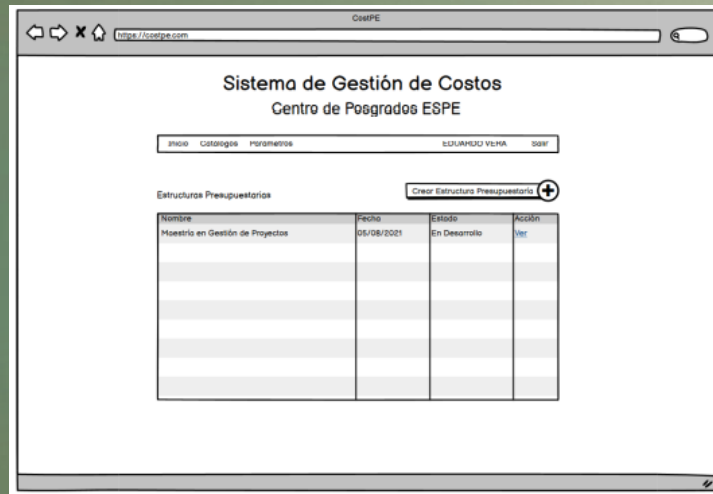 CostPE
https://costpe.com
Sistema de Gestión de Costos
Centro de Posgrados ESPE
Inicio Catálogos Parametros EDUARDO VERA Salir
Crear Estructura Presupuestaria
Estructuras Presupuestarias
Nombre Fecha Estado Acción
Maestría en Gestión de Proyectos 05/08/2021 En Desarrollo Ver